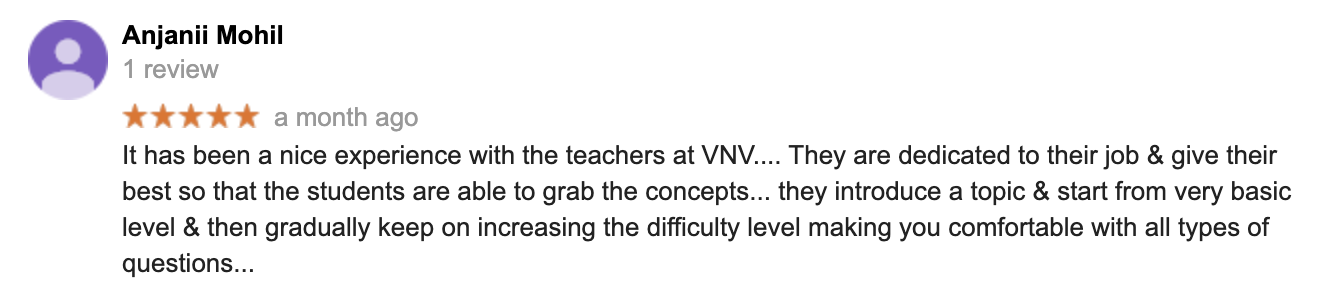 Anjanii Mohil
1 review
a month ago
It has been a nice experience with the teachers at VNV.... They are dedicated to their job & give their
best so that the students are able to grab the concepts... they introduce a topic & start from very basic
level & then gradually keep on increasing the difficulty level making you comfortable with all types of
questions...